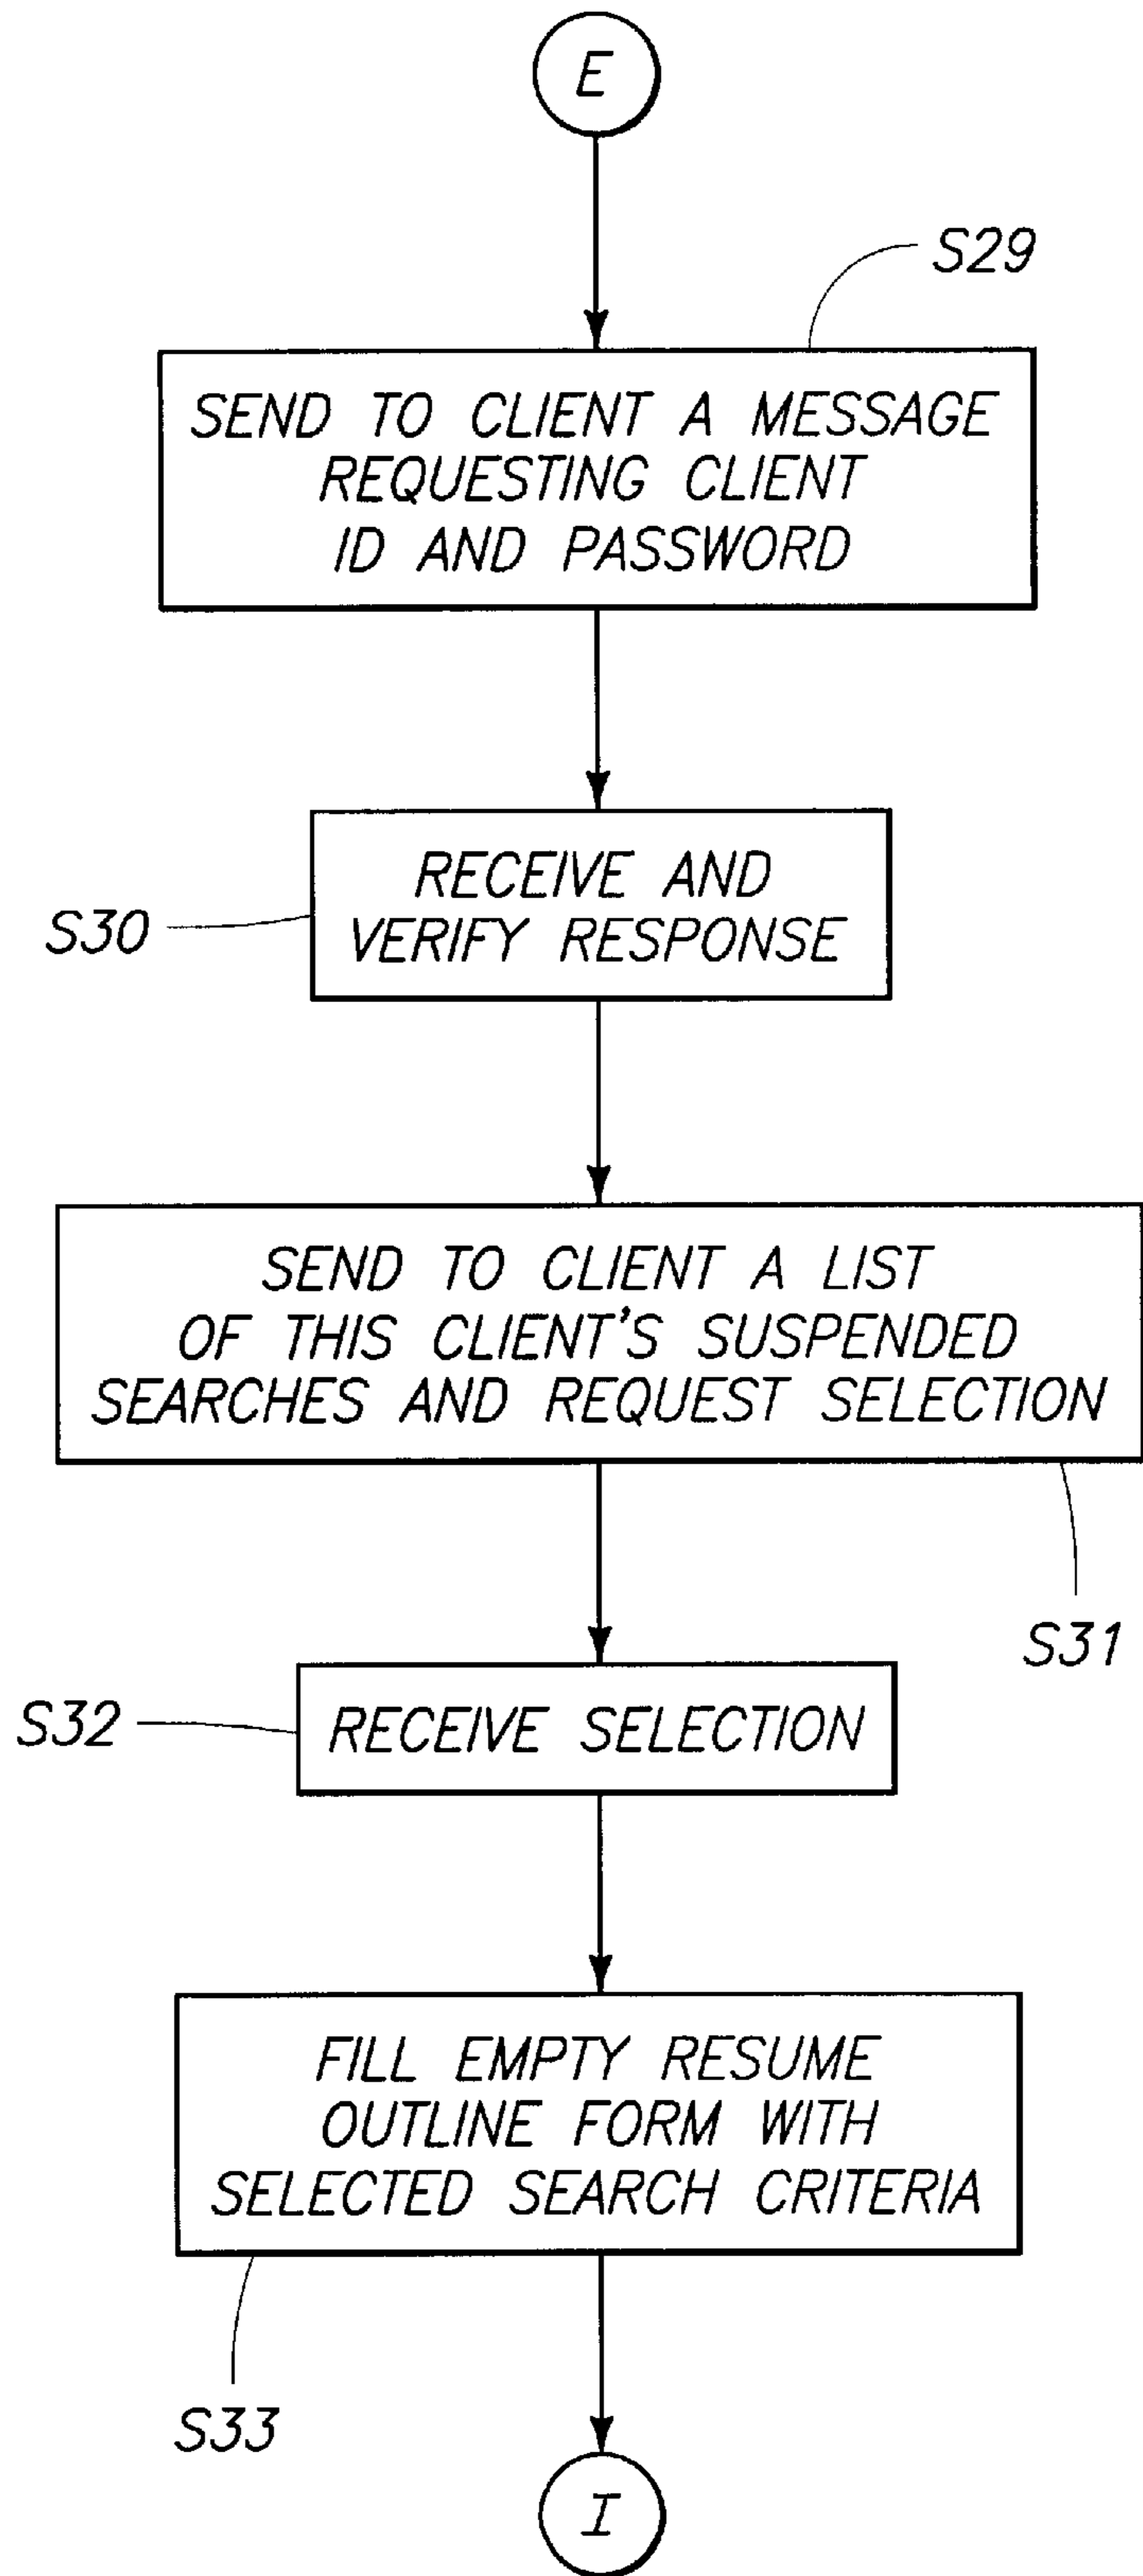 E
S29
SEND TO CLIENT A MESSAGE
REQUESTING CLIENT
ID AND PASSWORD
RECEIVE AND
VERIFY RESPONSE
S30
SEND TO CLIENT A LIST
OF THIS CLIENT'S SUSPENDED
SEARCHES AND REQUEST SELECTION
S31
S32
RECEIVE SELECTION
FILL EMPTY RESUME
OUTLINE FORM WITH
SELECTED SEARCH CRITERIA
S33
I